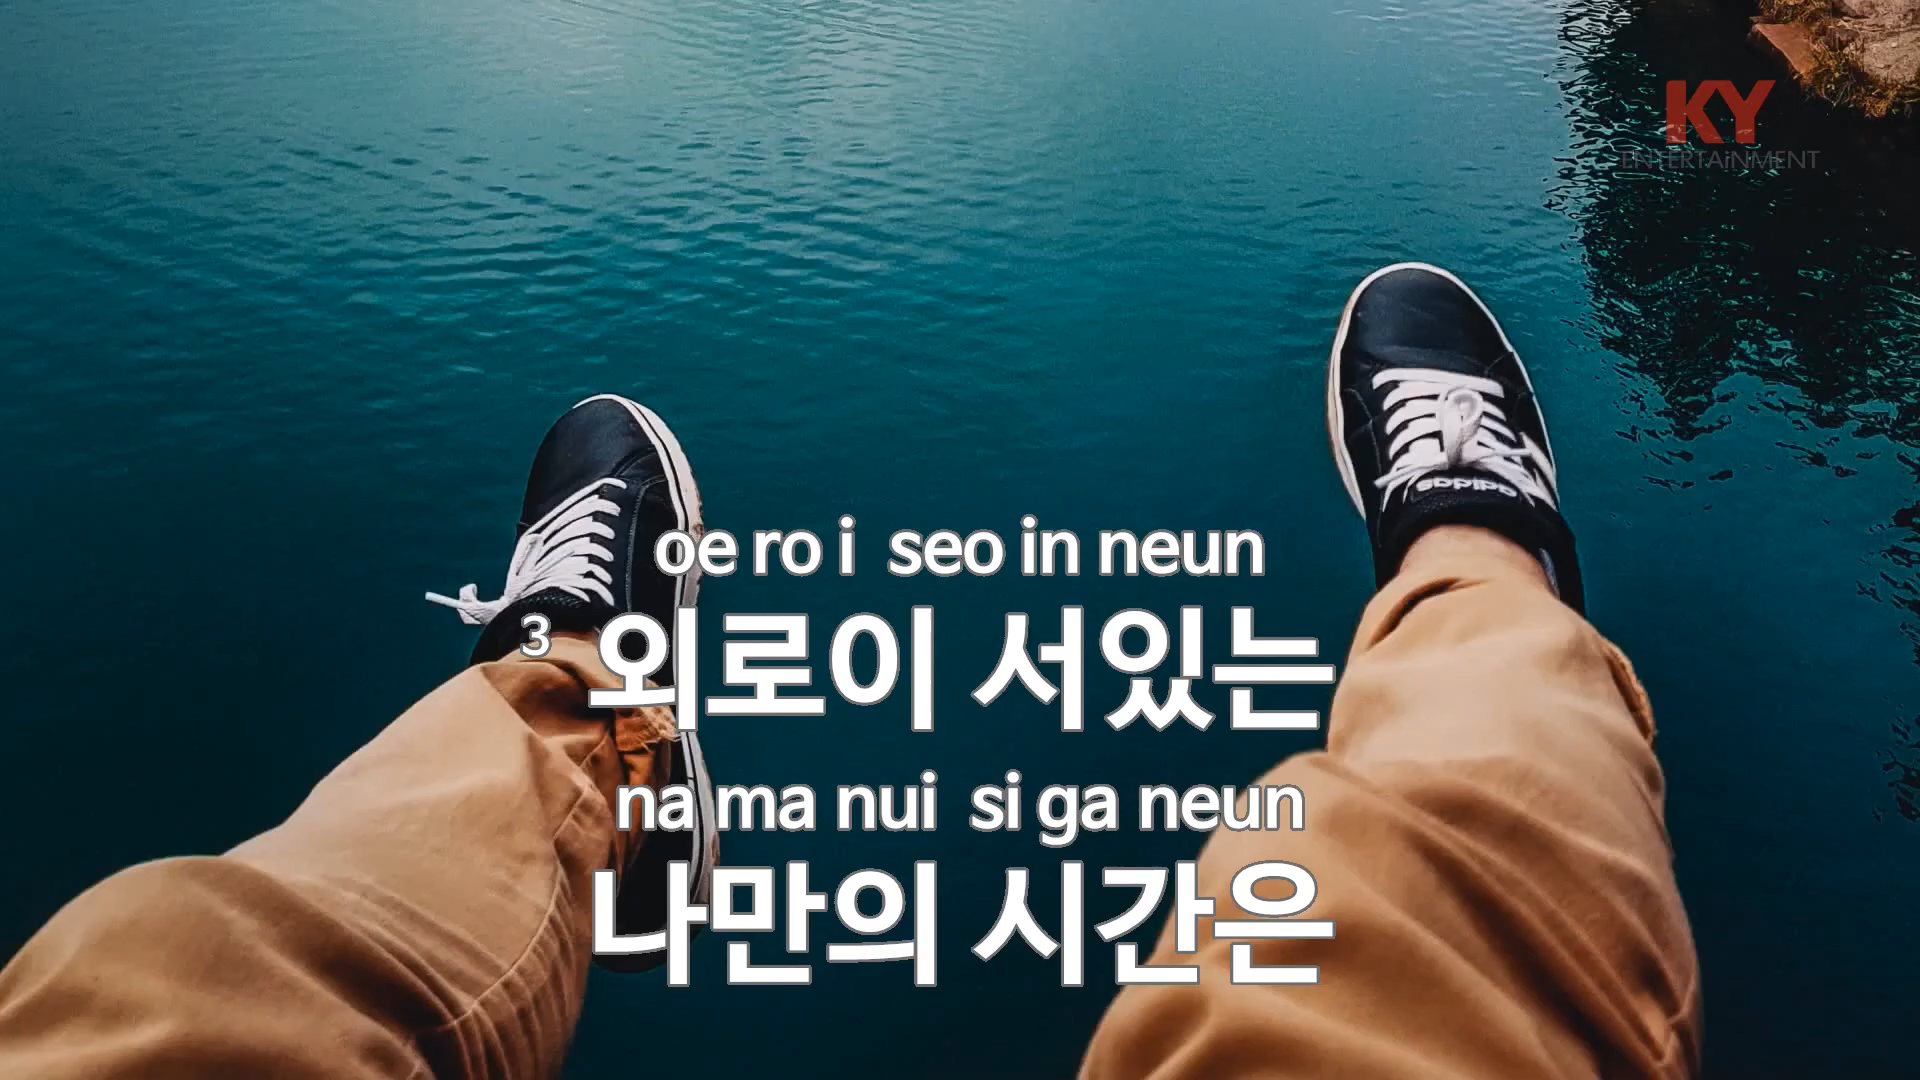 KY
ENTERTAiNMENT
adidas
oe ro i seo in neun
3 외로이 서있는
na ma nui si ga neun
나만의 시간은